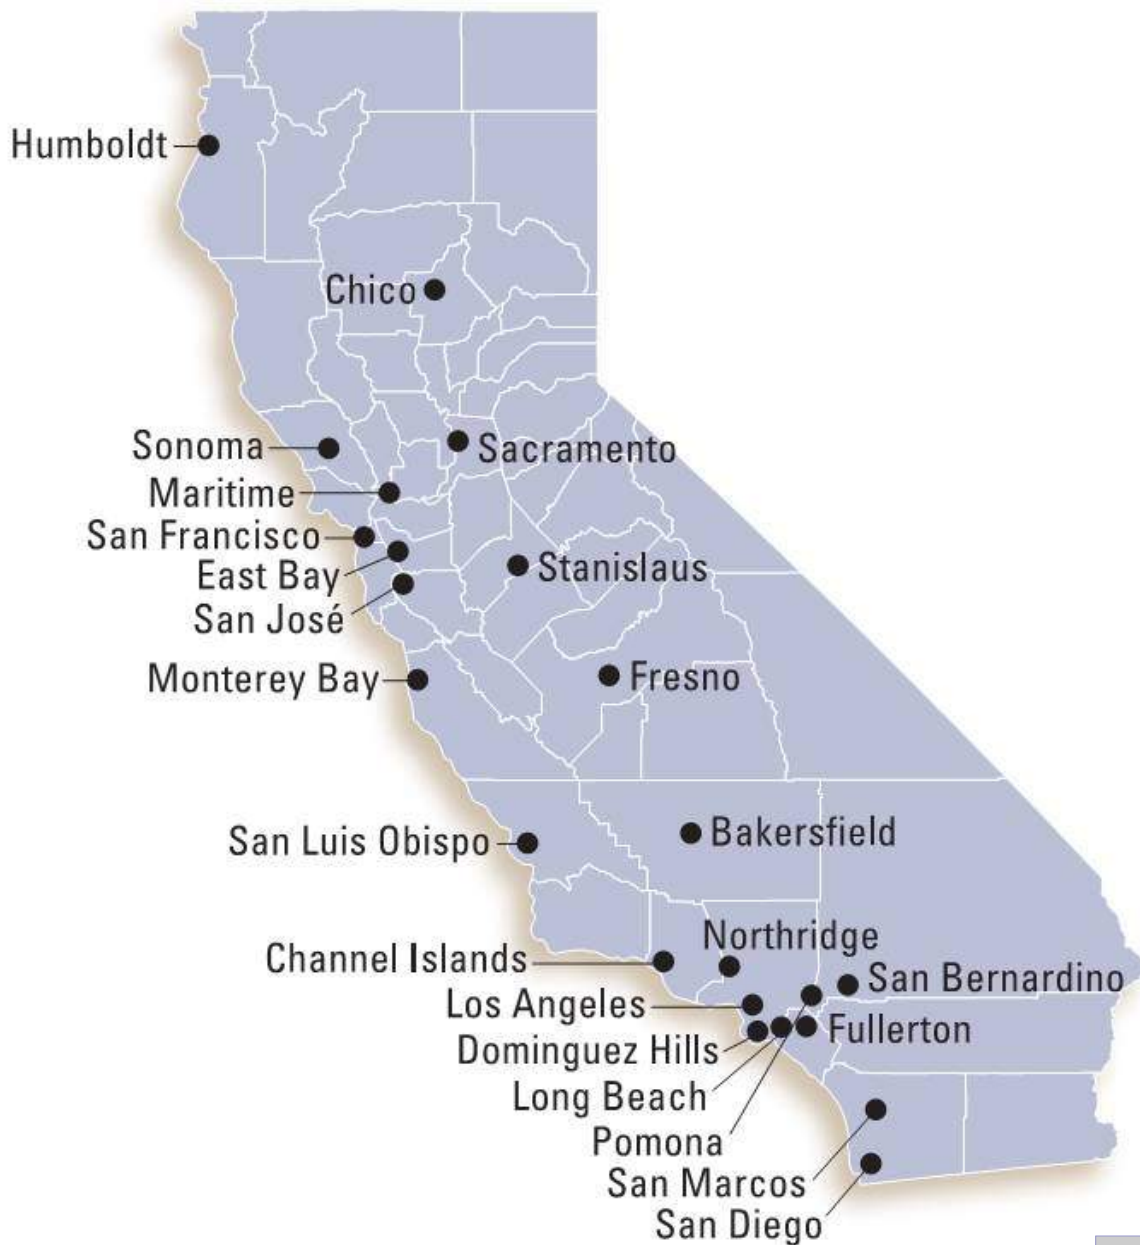 Humboldt
Chico
Sonoma
Sacramento
Maritime
San Francisco
East Bay
Stanislaus
San José
Monterey Bay
Fresno
San Luis Obispo
Bakersfield
Northridge
Channel Islands
San Bernardino
Los Angeles
Fullerton
Dominguez Hills
Long Beach
Pomona
San Marcos
San Diego